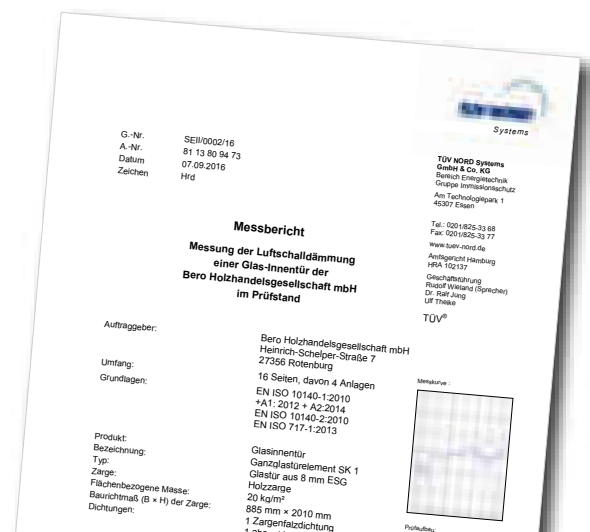 Systems
G.-Nr. SEII/0002/16
A.-Nr. 81 13 80 94 73
Datum 07.09.2016
Zeichen Hrd
TÜV NORD Systems
GmbH & Co. KG
Bereich Energietechnik
Gruppe Immissionsschutz
Am Technologiepark 1
45307 Essen
Tel.: 0201/825-33 68
Fax: 0201/825-33 77
www.tuev-nord.de
Amtsgericht Hamburg
HRA 102137
Geschäftsführung
Rudolf Wieland (Sprecher)
Dr. Ralf Jung
Ulf Theike
TÜV®
Messbericht
Messung der Luftschalldämmung
einer Glas-Innentür der
Bero Holzhandelsgesellschaft mbH
im Prüfstand
Auftraggeber: Bero Holzhandelsgesellschaft mbH
Heinrich-Schelper-Straße 7
27356 Rotenburg
Umfang: 16 Seiten, davon 4 Anlagen
Grundlagen: EN ISO 10140-1:2010
+A1: 2012 + A2:2014
EN ISO 10140-2:2010
EN ISO 717-1:2013
Messkurve :
Produkt: Glasinnentür
Bezeichnung: Ganzglastürelement SK 1
Typ: Glastür aus 8 mm ESG
Zarge: Holzzarge
Flächenbezogene Masse: 20 kg/m²
Baurichtmaß (B × H) der Zarge: 885 mm × 2010 mm
Dichtungen: 1 Zargenfalzdichtung
1
Prüfaufbau: